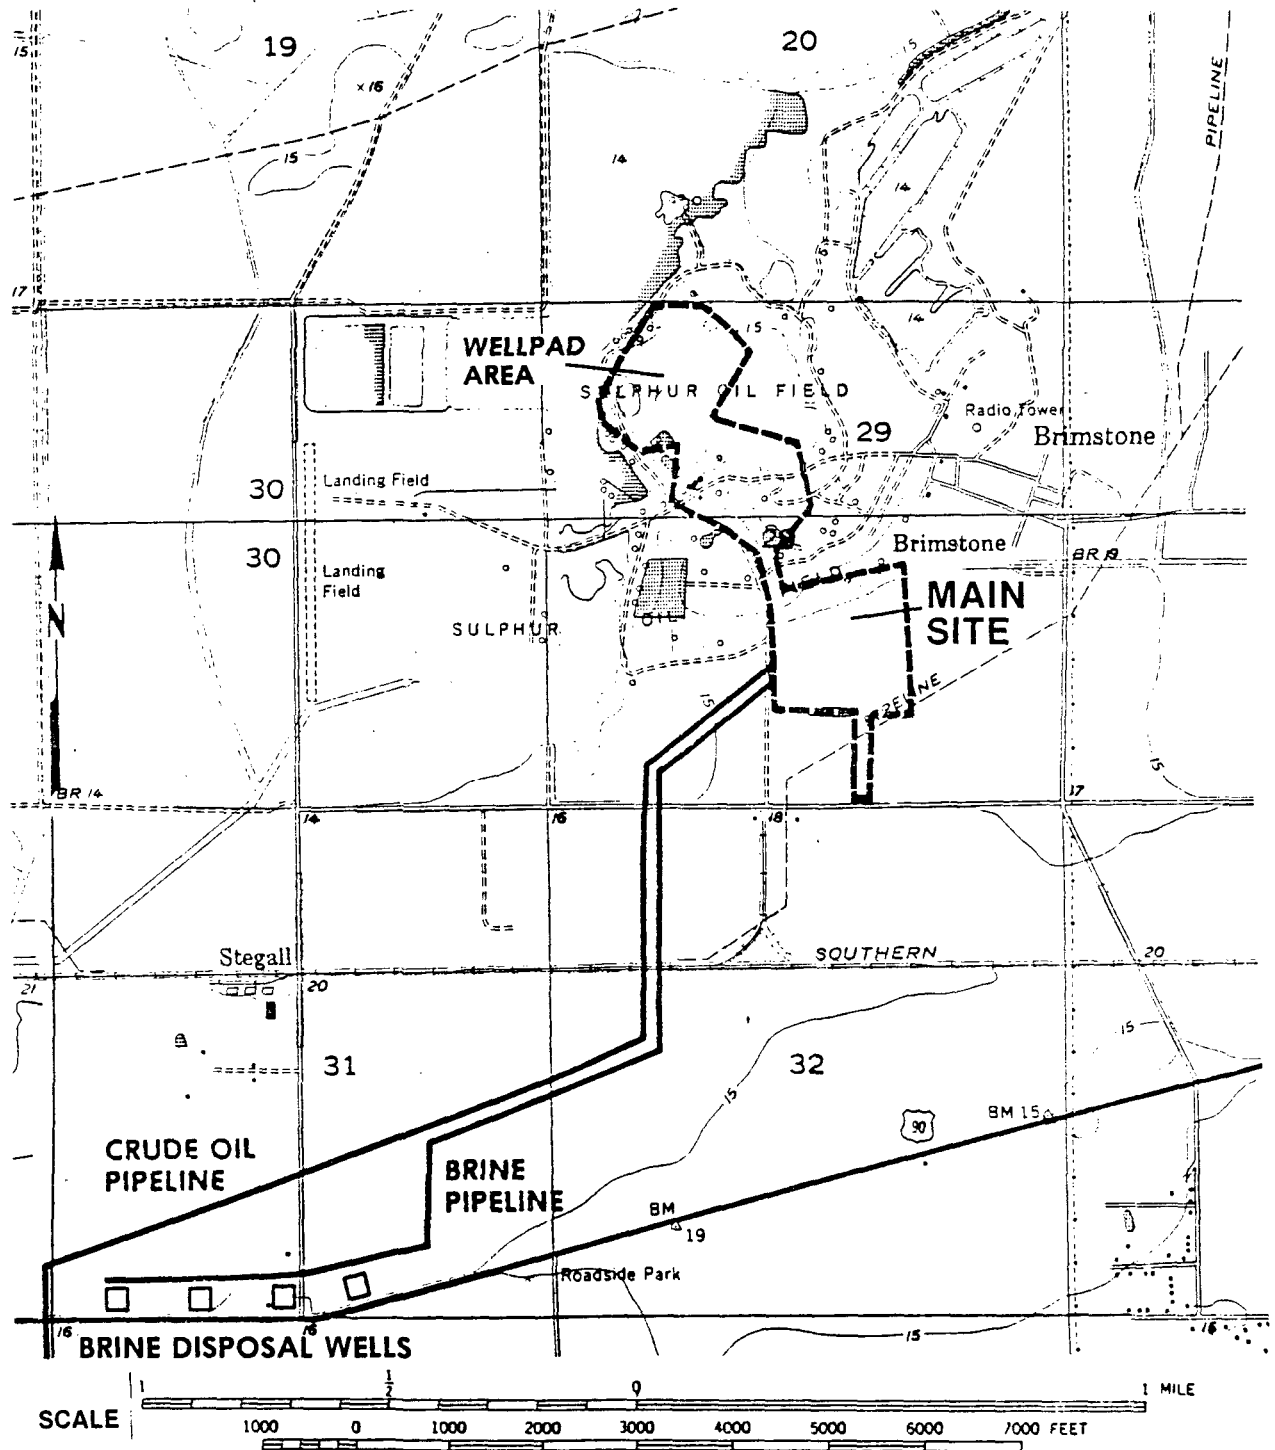 19
20
15
15
× 16
PIPELINE
15
14
14
17
15
14
WELLPAD
AREA
SULPHUR OIL FIELD
Radio Tower
29
Brimstone
Landing Field
30
30
Brimstone
BR 19
Landing
Field
MAIN
SITE
N
SULPHUR
OIL
15
15
BR 14
14
16
18
17
Stegall
SOUTHERN
20
21
20
15
31
32
15
BM 15
90
CRUDE OIL
PIPELINE
BRINE
PIPELINE
BM
19
Roadside Park
16
16
15
16
BRINE DISPOSAL WELLS
1 1/2 0 1 MILE
SCALE
1000 0 1000 2000 3000 4000 5000 6000 7000 FEET